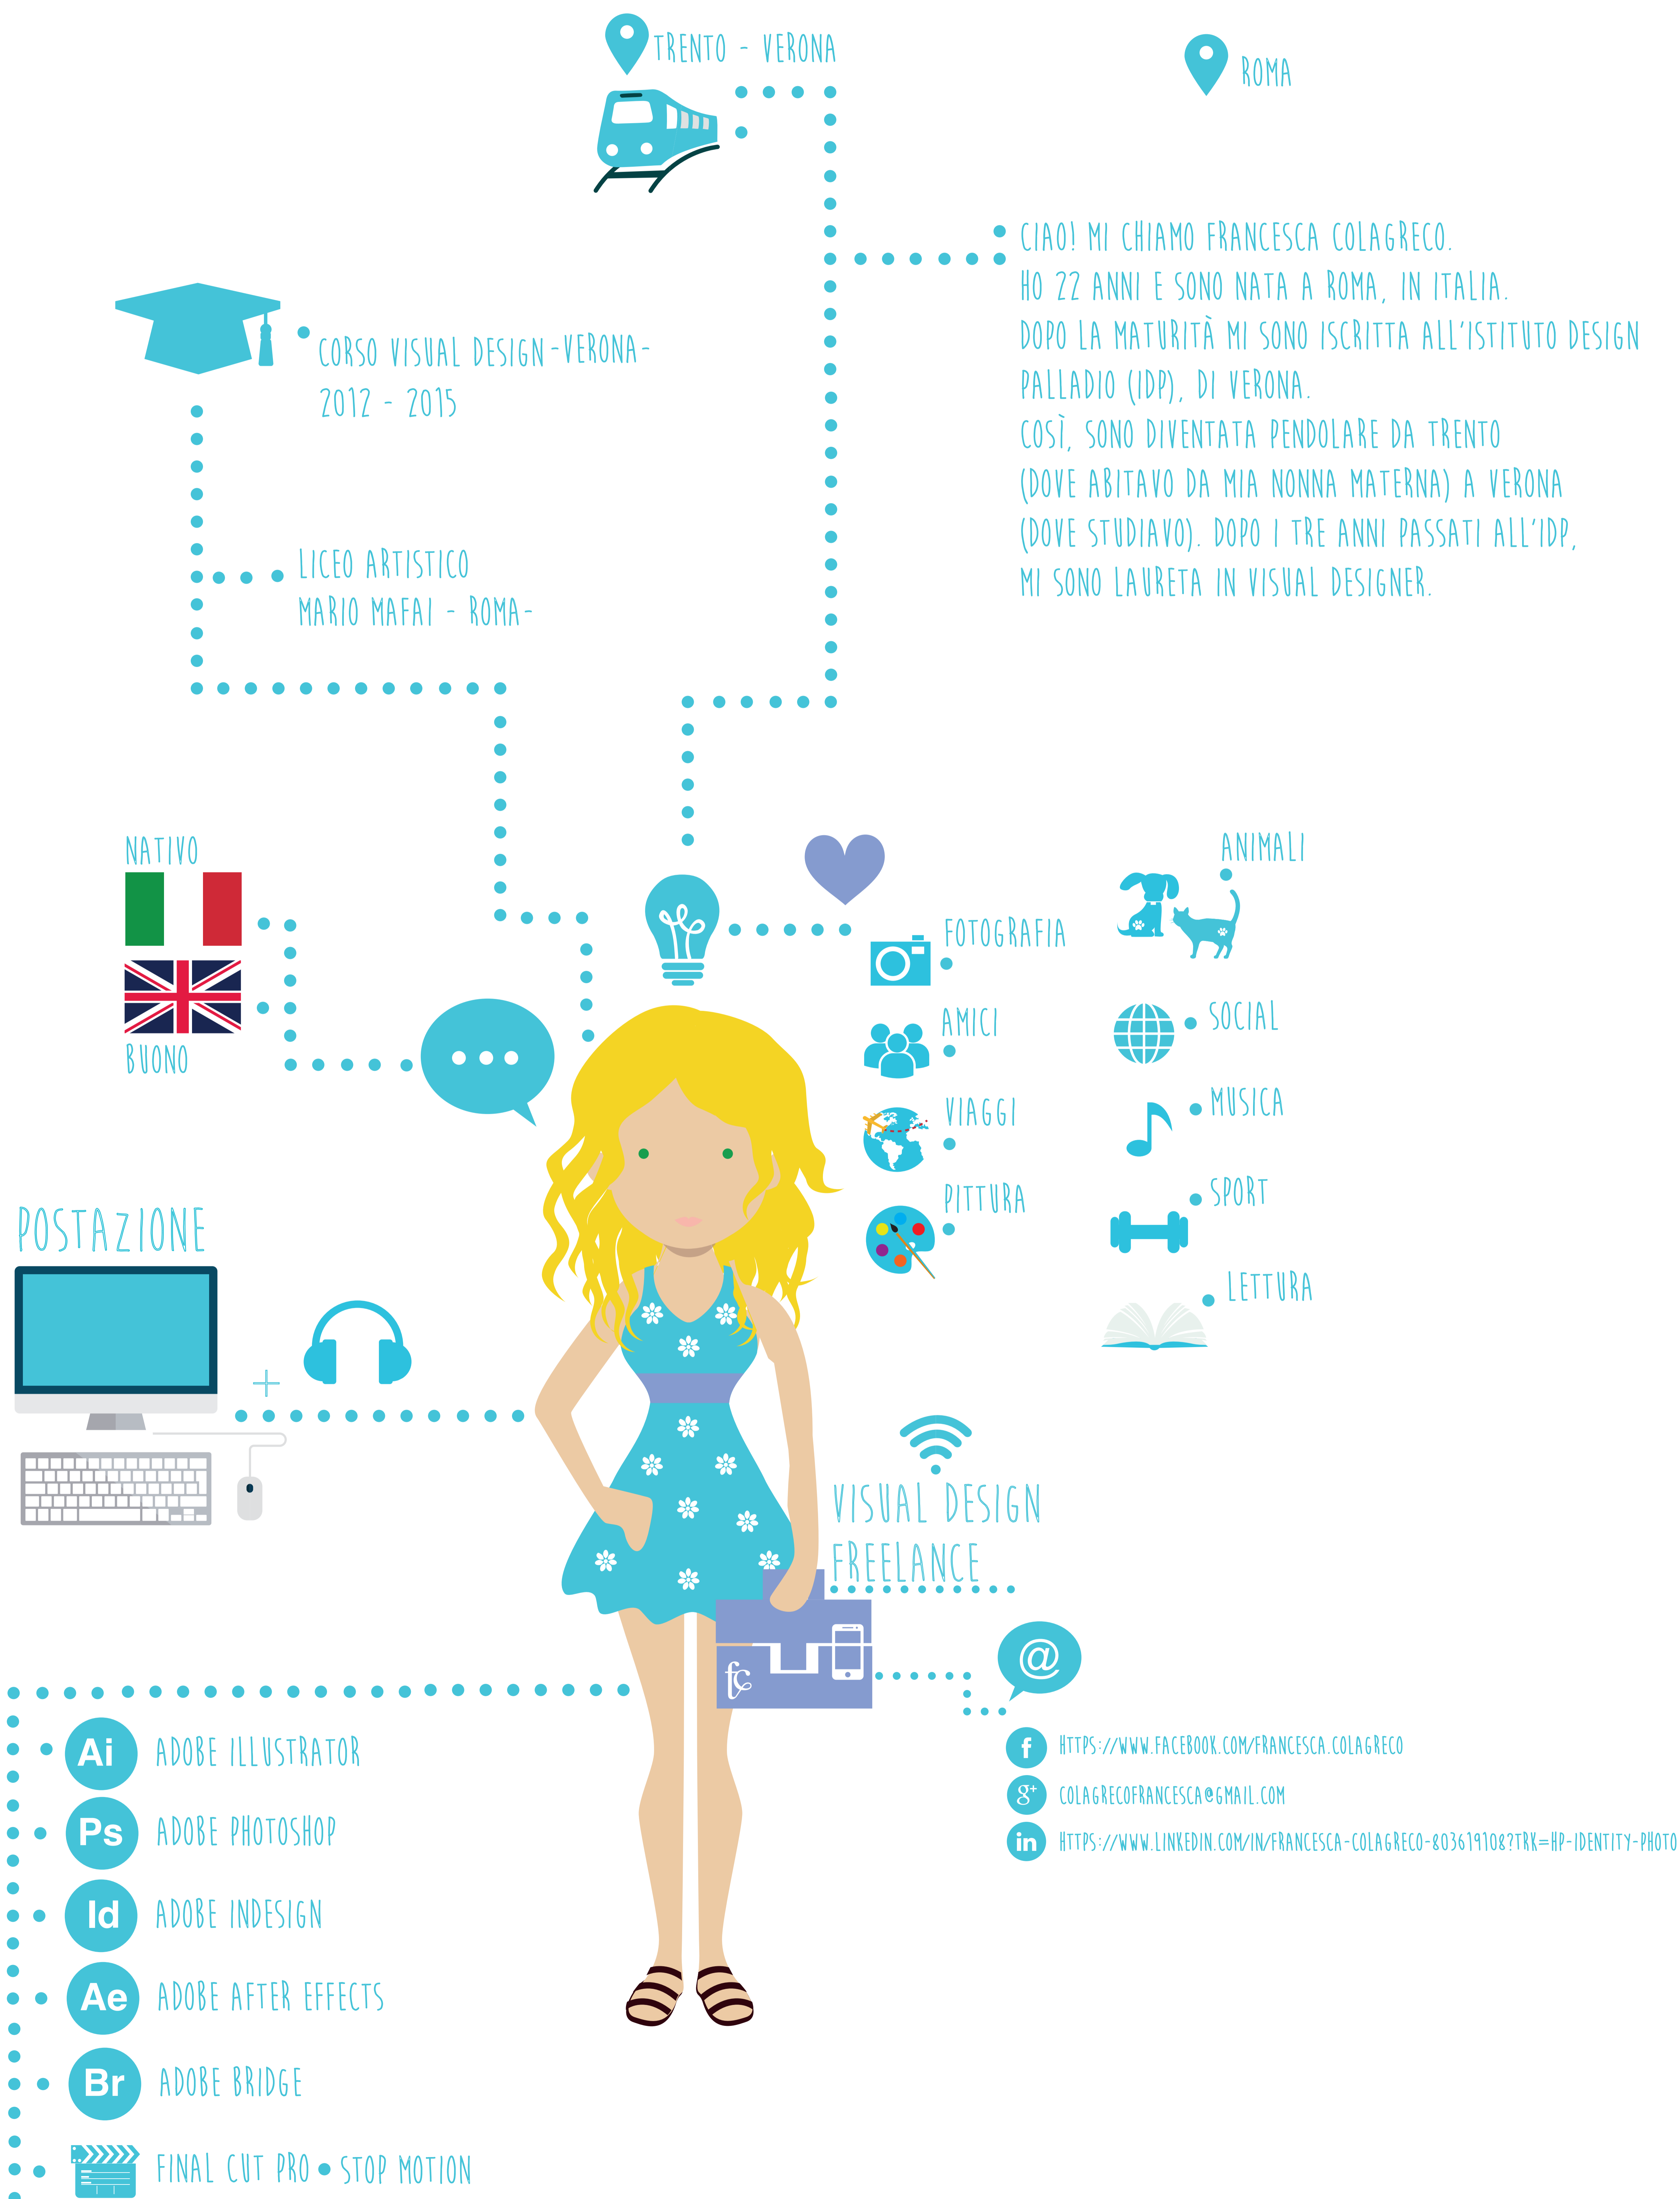 TRENTO - VERONA
ROMA
CIAO! MI CHIAMO FRANCESCA COLAGRECO.
HO 22 ANNI E SONO NATA A ROMA, IN ITALIA.
DOPO LA MATURITÀ MI SONO ISCRITTA ALL'ISTITUTO DESIGN
PALLADIO (IDP), DI VERONA.
COSÌ, SONO DIVENTATA PENDOLARE DA TRENTO
(DOVE ABITAVO DA MIA NONNA MATERNA) A VERONA
(DOVE STUDIAVO). DOPO I TRE ANNI PASSATI ALL'IDP,
MI SONO LAURETA IN VISUAL DESIGNER.
CORSO VISUAL DESIGN -VERONA-
2012 - 2015
LICEO ARTISTICO
MARIO MAFAI - ROMA-
NATIVO
BUONO
FOTOGRAFIA
AMICI
VIAGGI
PITTURA
ANIMALI
SOCIAL
MUSICA
SPORT
LETTURA
POSTAZIONE
+
VISUAL DESIGN
FREELANCE
fc
@
f HTTPS://WWW.FACEBOOK.COM/FRANCESCA.COLAGRECO
g+ COLAGRECOFRANCESCA@GMAIL.COM
in HTTPS://WWW.LINKEDIN.COM/IN/FRANCESCA-COLAGRECO-803619108?TRK=HP-IDENTITY-PHOTO
Ai ADOBE ILLUSTRATOR
Ps ADOBE PHOTOSHOP
Id ADOBE INDESIGN
Ae ADOBE AFTER EFFECTS
Br ADOBE BRIDGE
FINAL CUT PRO • STOP MOTION